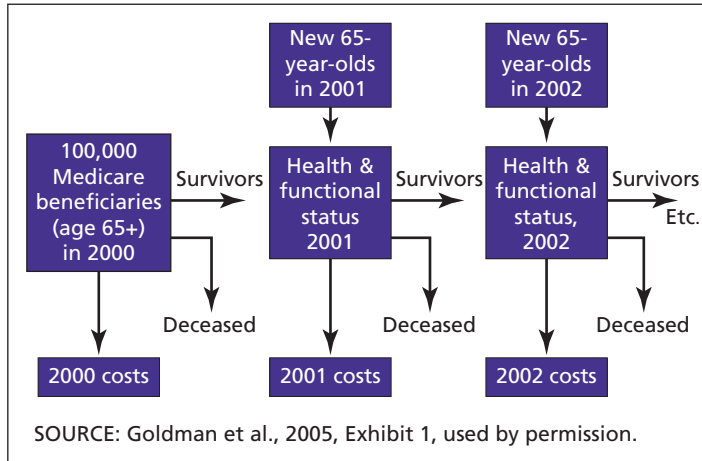 New 65-
year-olds
in 2001
New 65-
year-olds
in 2002
100,000
Medicare
beneficiaries
(age 65+)
in 2000
Survivors
Health &
functional
status
2001
Survivors
Health &
functional
status,
2002
Survivors
Etc.
Deceased
Deceased
Deceased
2000 costs
2001 costs
2002 costs
SOURCE: Goldman et al., 2005, Exhibit 1, used by permission.